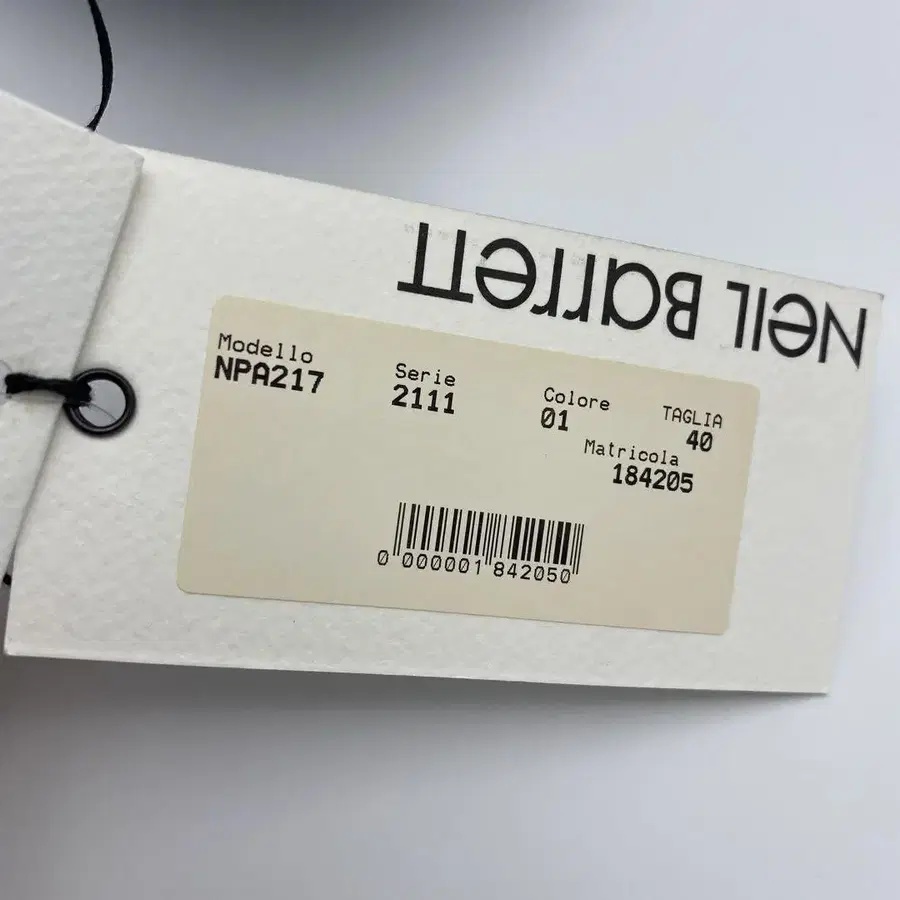 NEIL Barrett
Modello
NPA217
Serie
2111
Colore
01
TAGLIA
40
Matricola
184205
0 000001 842050